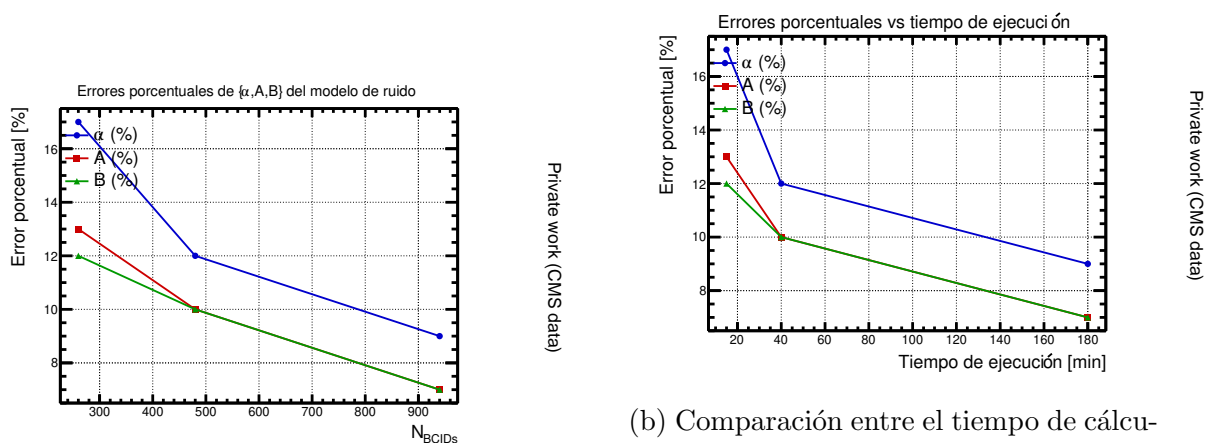 Errores porcentuales de {α,A,B} del modelo de ruido
Error porcentual [%]
α (%)
A (%)
B (%)
16
14
12
10
8
300 400 500 600 700 800 900
N_BCIDs
Private work (CMS data)
Errores porcentuales vs tiempo de ejecución
Error porcentual [%]
α (%)
A (%)
B (%)
16
14
12
10
8
20 40 60 80 100 120 140 160 180
Tiempo de ejecución [min]
Private work (CMS data)
(b) Comparación entre el tiempo de cálcu-